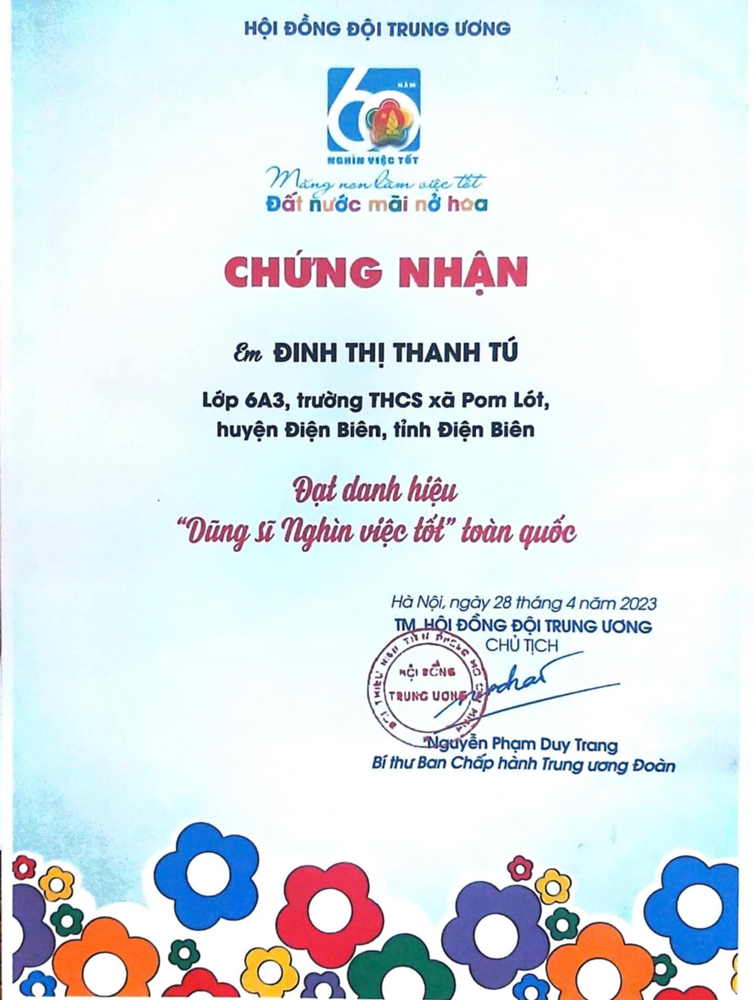 HỘI ĐỒNG ĐỘI TRUNG ƯƠNG
60 NĂM
NGHÌN VIỆC TỐT
Măng non làm việc tốt
Đất nước mãi nở hoa
CHỨNG NHẬN
Em ĐINH THỊ THANH TÚ
Lớp 6A3, trường THCS xã Pom Lót,
huyện Điện Biên, tỉnh Điện Biên
Đạt danh hiệu
“Dũng sĩ Nghìn việc tốt” toàn quốc
Hà Nội, ngày 28 tháng 4 năm 2023
TM. HỘI ĐỒNG ĐỘI TRUNG ƯƠNG
CHỦ TỊCH
ĐỘI THIẾU NIÊN TIỀN PHONG HỒ CHÍ MINH
HỘI ĐỒNG
TRUNG ƯƠNG
Nguyễn Phạm Duy Trang
Bí thư Ban Chấp hành Trung ương Đoàn